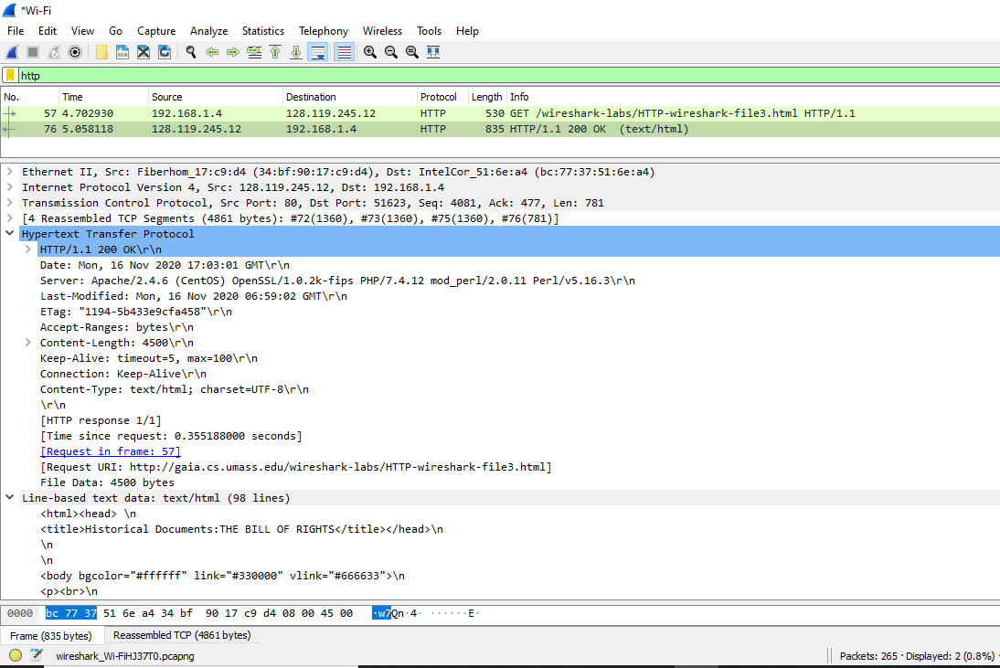 *Wi-Fi
File Edit View Go Capture Analyze Statistics Telephony Wireless Tools Help
http
No. Time Source Destination Protocol Length Info
57 4.702930 192.168.1.4 128.119.245.12 HTTP 530 GET /wireshark-labs/HTTP-wireshark-file3.html HTTP/1.1
76 5.058118 128.119.245.12 192.168.1.4 HTTP 835 HTTP/1.1 200 OK (text/html)
Ethernet II, Src: Fiberhom_17:c9:d4 (34:bf:90:17:c9:d4), Dst: IntelCor_51:6e:a4 (bc:77:37:51:6e:a4)
Internet Protocol Version 4, Src: 128.119.245.12, Dst: 192.168.1.4
Transmission Control Protocol, Src Port: 80, Dst Port: 51623, Seq: 4081, Ack: 477, Len: 781
[4 Reassembled TCP Segments (4861 bytes): #72(1360), #73(1360), #75(1360), #76(781)]
Hypertext Transfer Protocol
HTTP/1.1 200 OK\r\n
Date: Mon, 16 Nov 2020 17:03:01 GMT\r\n
Server: Apache/2.4.6 (CentOS) OpenSSL/1.0.2k-fips PHP/7.4.12 mod_perl/2.0.11 Perl/v5.16.3\r\n
Last-Modified: Mon, 16 Nov 2020 06:59:02 GMT\r\n
ETag: "1194-5b433e9cfa458"\r\n
Accept-Ranges: bytes\r\n
Content-Length: 4500\r\n
Keep-Alive: timeout=5, max=100\r\n
Connection: Keep-Alive\r\n
Content-Type: text/html; charset=UTF-8\r\n
\r\n
[HTTP response 1/1]
[Time since request: 0.355188000 seconds]
[Request in frame: 57]
[Request URI: http://gaia.cs.umass.edu/wireshark-labs/HTTP-wireshark-file3.html]
File Data: 4500 bytes
Line-based text data: text/html (98 lines)
<html><head> \n
<title>Historical Documents:THE BILL OF RIGHTS</title></head>\n
\n
\n
<body bgcolor="#ffffff" link="#330000" vlink="#666633">\n
<p><br>\n
0000 bc 77 37 51 6e a4 34 bf 90 17 c9 d4 08 00 45 00 ·w7Qn·4· ······E·
Frame (835 bytes) Reassembled TCP (4861 bytes)
wireshark_Wi-FiHJ37T0.pcapng Packets: 265 · Displayed: 2 (0.8%)